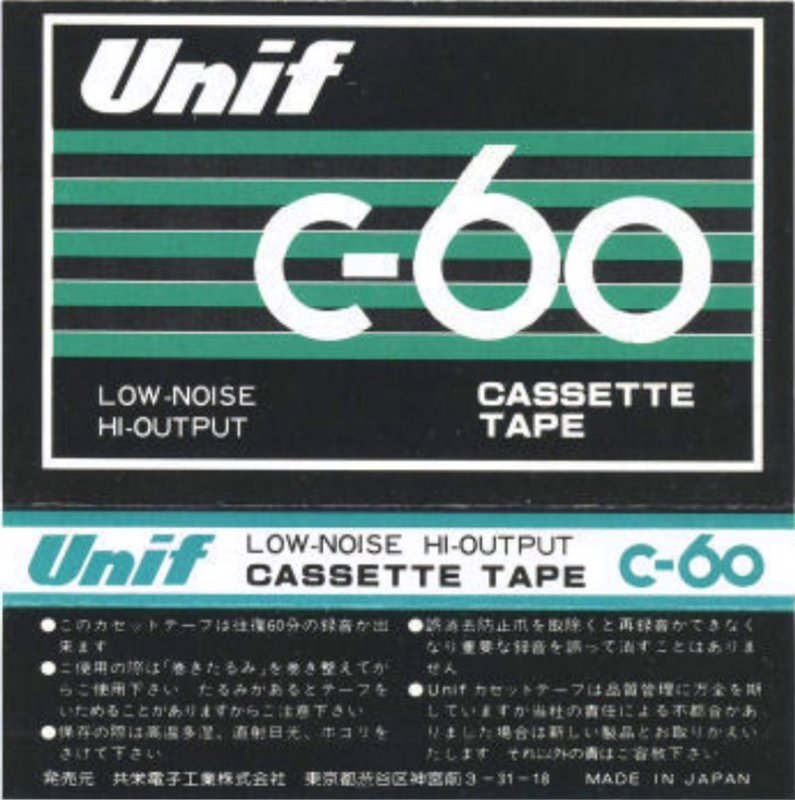 Unif
C-60
LOW-NOISE
HI-OUTPUT
CASSETTE
TAPE
Unif
LOW-NOISE HI-OUTPUT
CASSETTE TAPE
C-60
●このカセットテープは往復60分の録音が出
来ます
●ご使用の際は「巻きたるみ」を巻き整えてか
らご使用下さい たるみがあるとテープを
いためることがありますからご注意下さい
●保存の際は高温多湿、直射日光、ホコリを
さけて下さい
●誤消去防止爪を取除くと再録音ができなく
なり重要な録音を誤って消すことはありま
せん
●Unifカセットテープは品質管理に万全を期
していますが当社の責任による不都合があ
りました場合は新しい製品とお取りかえい
たします それ以外の責はご容赦下さい
発売元 共栄電子工業株式会社 東京都渋谷区神宮前3-31-18 MADE IN JAPAN